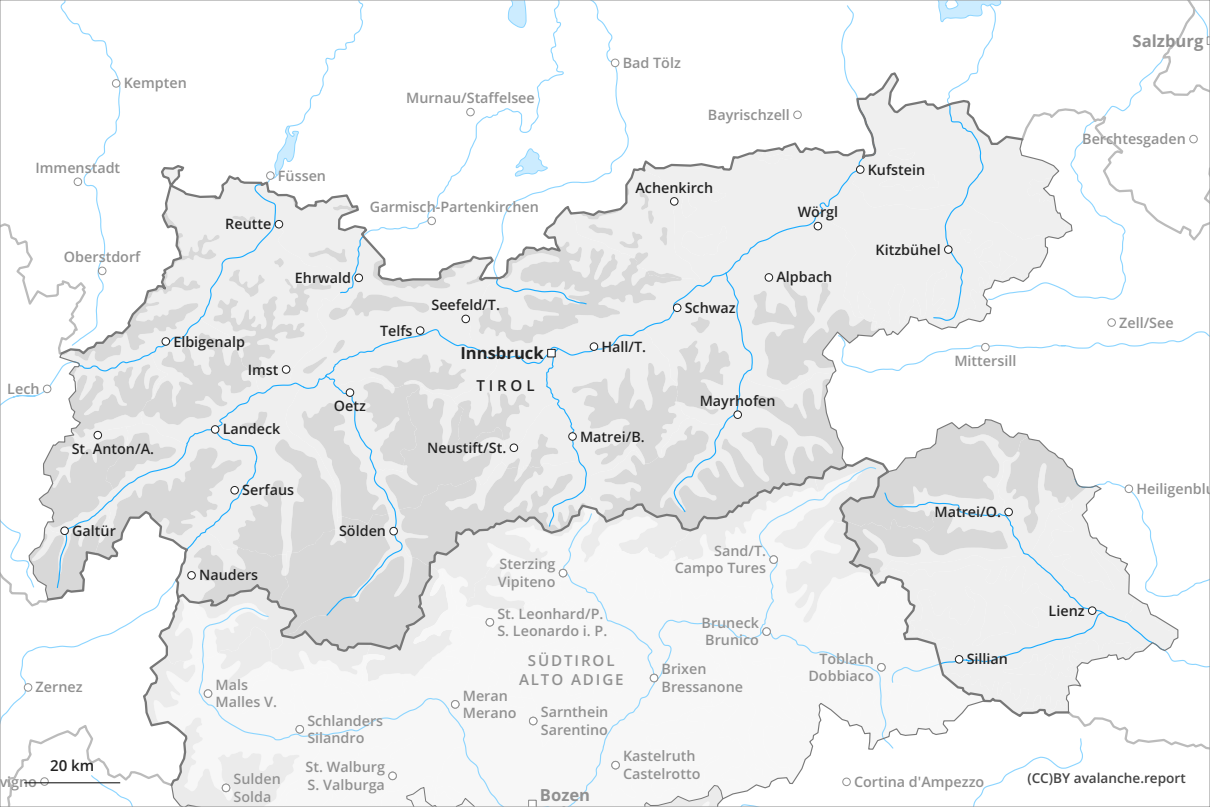 Salzburg
Bad Tölz
Kempten
Murnau/Staffelsee
Bayrischzell
Berchtesgaden
Immenstadt
Füssen
Kufstein
Achenkirch
Garmisch-Partenkirchen
Wörgl
Reutte
Kitzbühel
Oberstdorf
Ehrwald
Alpbach
Seefeld/T.
Schwaz
Telfs
Zell/See
Elbigenalp
Innsbruck
Hall/T.
Mittersill
Imst
TIROL
Lech
Oetz
Mayrhofen
Landeck
Matrei/B.
St. Anton/A.
Neustift/St.
Serfaus
Heiligenblu
Matrei/O.
Galtür
Sölden
Sand/T.
Campo Tures
Sterzing
Vipiteno
Nauders
St. Leonhard/P.
S. Leonardo i. P.
Lienz
Bruneck
Brunico
SÜDTIROL
ALTO ADIGE
Toblach
Dobbiaco
Sillian
Brixen
Bressanone
Zernez
Mals
Malles V.
Meran
Merano
Sarnthein
Sarentino
Schlanders
Silandro
Kastelruth
Castelrotto
20 km
St. Walburg
S. Valburga
vigno
Sulden
Solda
Cortina d'Ampezzo
(CC)BY avalanche.report
Bozen